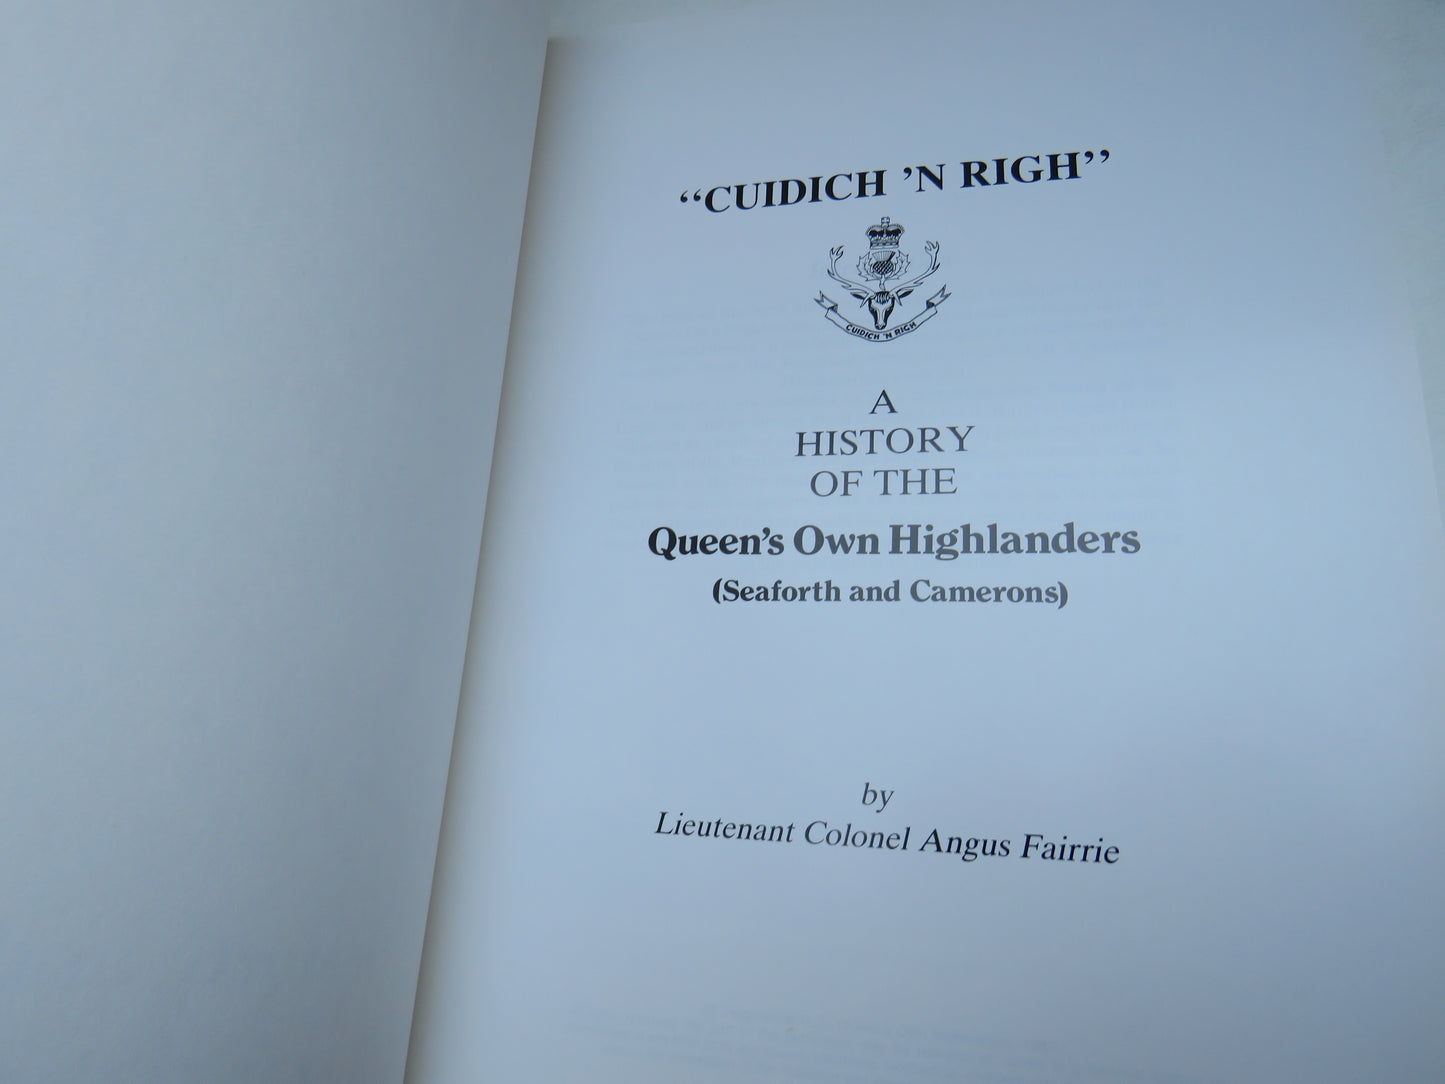 “CUIDICH ’N RIGH”
CUIDICH 'N RIGH
A
HISTORY
OF THE
Queen’s Own Highlanders
(Seaforth and Camerons)
by
Lieutenant Colonel Angus Fairrie